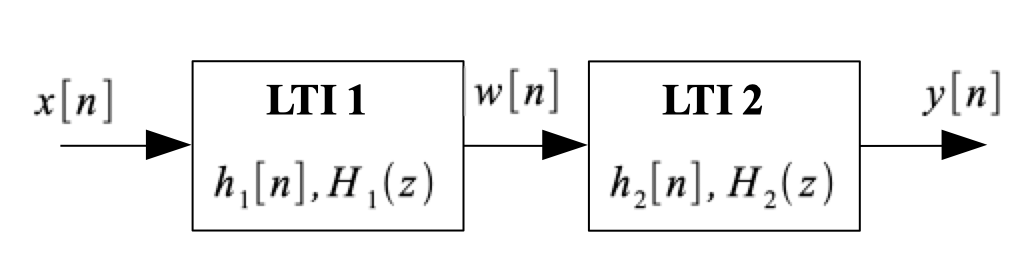 x[n]
LTI 1
h₁[n], H₁(z)
w[n]
LTI 2
h₂[n], H₂(z)
y[n]